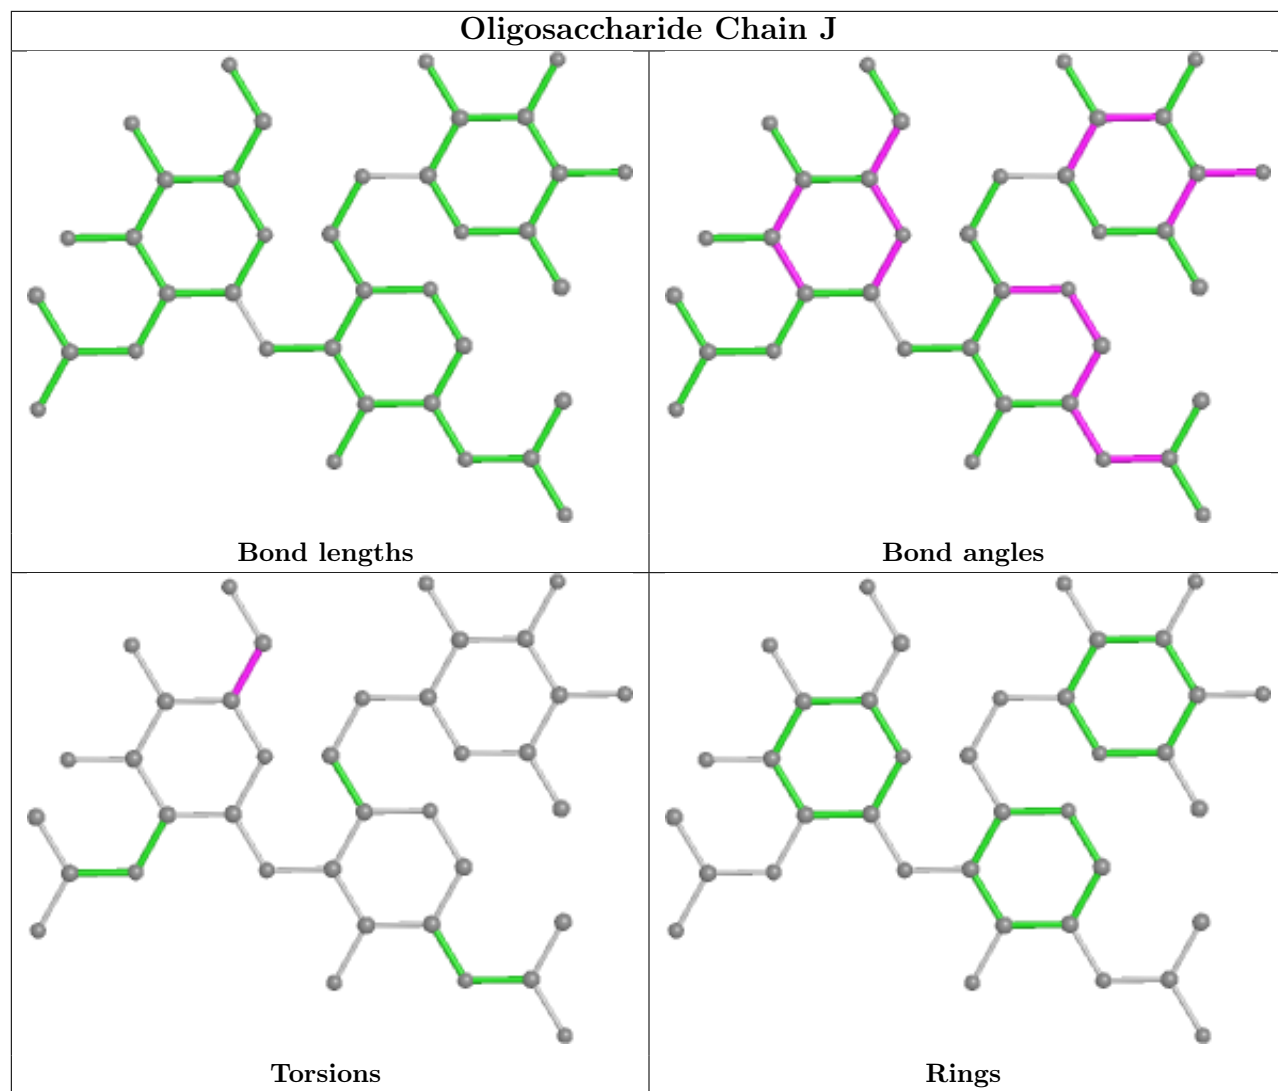 Oligosaccharide Chain J
Bond lengths
Bond angles
Torsions
Rings